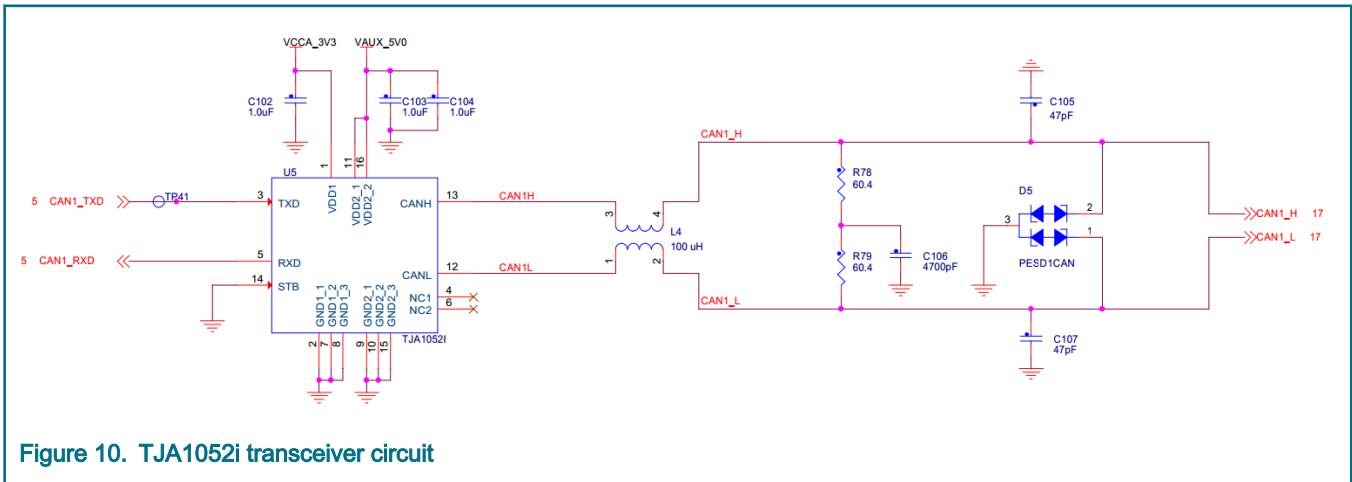 VCCA_3V3 VAUX_5V0
C102
1.0uF
C103
1.0uF
C104
1.0uF
C105
47pF
CAN1_H
1
11
16
U5
5 CAN1_TXD
TP41
3
TXD
VDD1
VDD2_1
VDD2_2
CANH
13
CAN1H
3
4
L4
100 uH
R78
60.4
D5
2
3
1
PESD1CAN
CAN1_H 17
CAN1_L 17
5 CAN1_RXD
5
RXD
CANL
12
CAN1L
1
2
R79
60.4
C106
4700pF
14
STB
GND1_1
GND1_2
GND1_3
GND2_1
GND2_2
GND2_3
NC1
4
NC2
6
CAN1_L
2
7
8
9
10
15
TJA1052I
C107
47pF
Figure 10. TJA1052i transceiver circuit